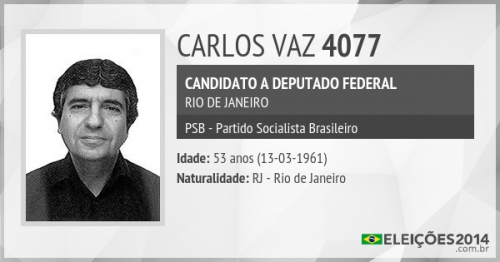 CARLOS VAZ 4077
CANDIDATO A DEPUTADO FEDERAL
RIO DE JANEIRO
PSB - Partido Socialista Brasileiro
Idade: 53 anos (13-03-1961)
Naturalidade: RJ - Rio de Janeiro
ELEIÇÕES2014
.com.br